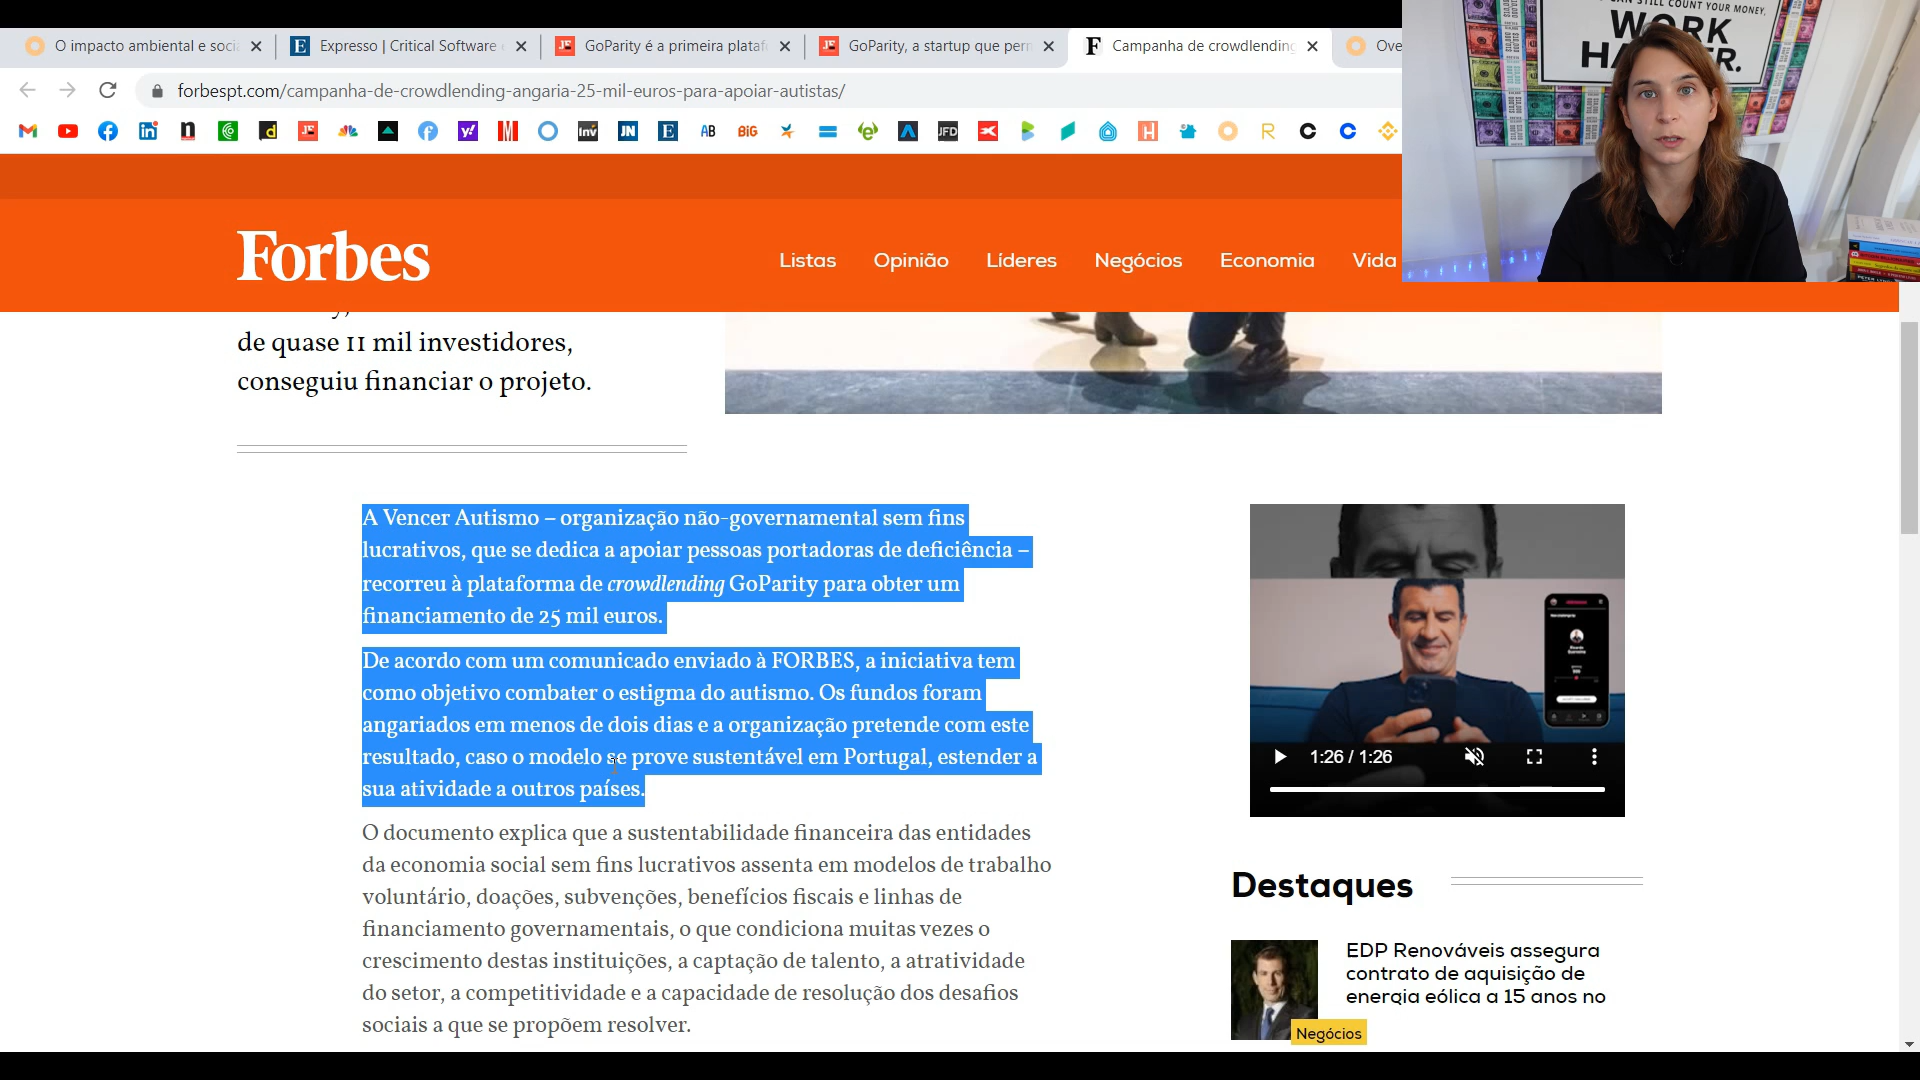 O impacto ambiental e soci
Expresso | Critical Software
GoParity é a primeira plataf
GoParity, a startup que perm
Campanha de crowdlending
Ove
forbespt.com/campanha-de-crowdlending-angaria-25-mil-euros-para-apoiar-autistas/
CAN STILL COUNT YOUR MONEY,
WORK
HARDER.
Forbes
Listas Opinião Líderes Negócios Economia Vida
de quase 11 mil investidores,
conseguiu financiar o projeto.
A Vencer Autismo – organização não-governamental sem fins
lucrativos, que se dedica a apoiar pessoas portadoras de deficiência –
recorreu à plataforma de crowdlending GoParity para obter um
financiamento de 25 mil euros.
De acordo com um comunicado enviado à FORBES, a iniciativa tem
como objetivo combater o estigma do autismo. Os fundos foram
angariados em menos de dois dias e a organização pretende com este
resultado, caso o modelo se prove sustentável em Portugal, estender a
sua atividade a outros países.
O documento explica que a sustentabilidade financeira das entidades
da economia social sem fins lucrativos assenta em modelos de trabalho
voluntário, doações, subvenções, benefícios fiscais e linhas de
financiamento governamentais, o que condiciona muitas vezes o
crescimento destas instituições, a captação de talento, a atratividade
do setor, a competitividade e a capacidade de resolução dos desafios
sociais a que se propõem resolver.
1:26 / 1:26
Destaques
EDP Renováveis assegura
contrato de aquisição de
energia eólica a 15 anos no
Negócios